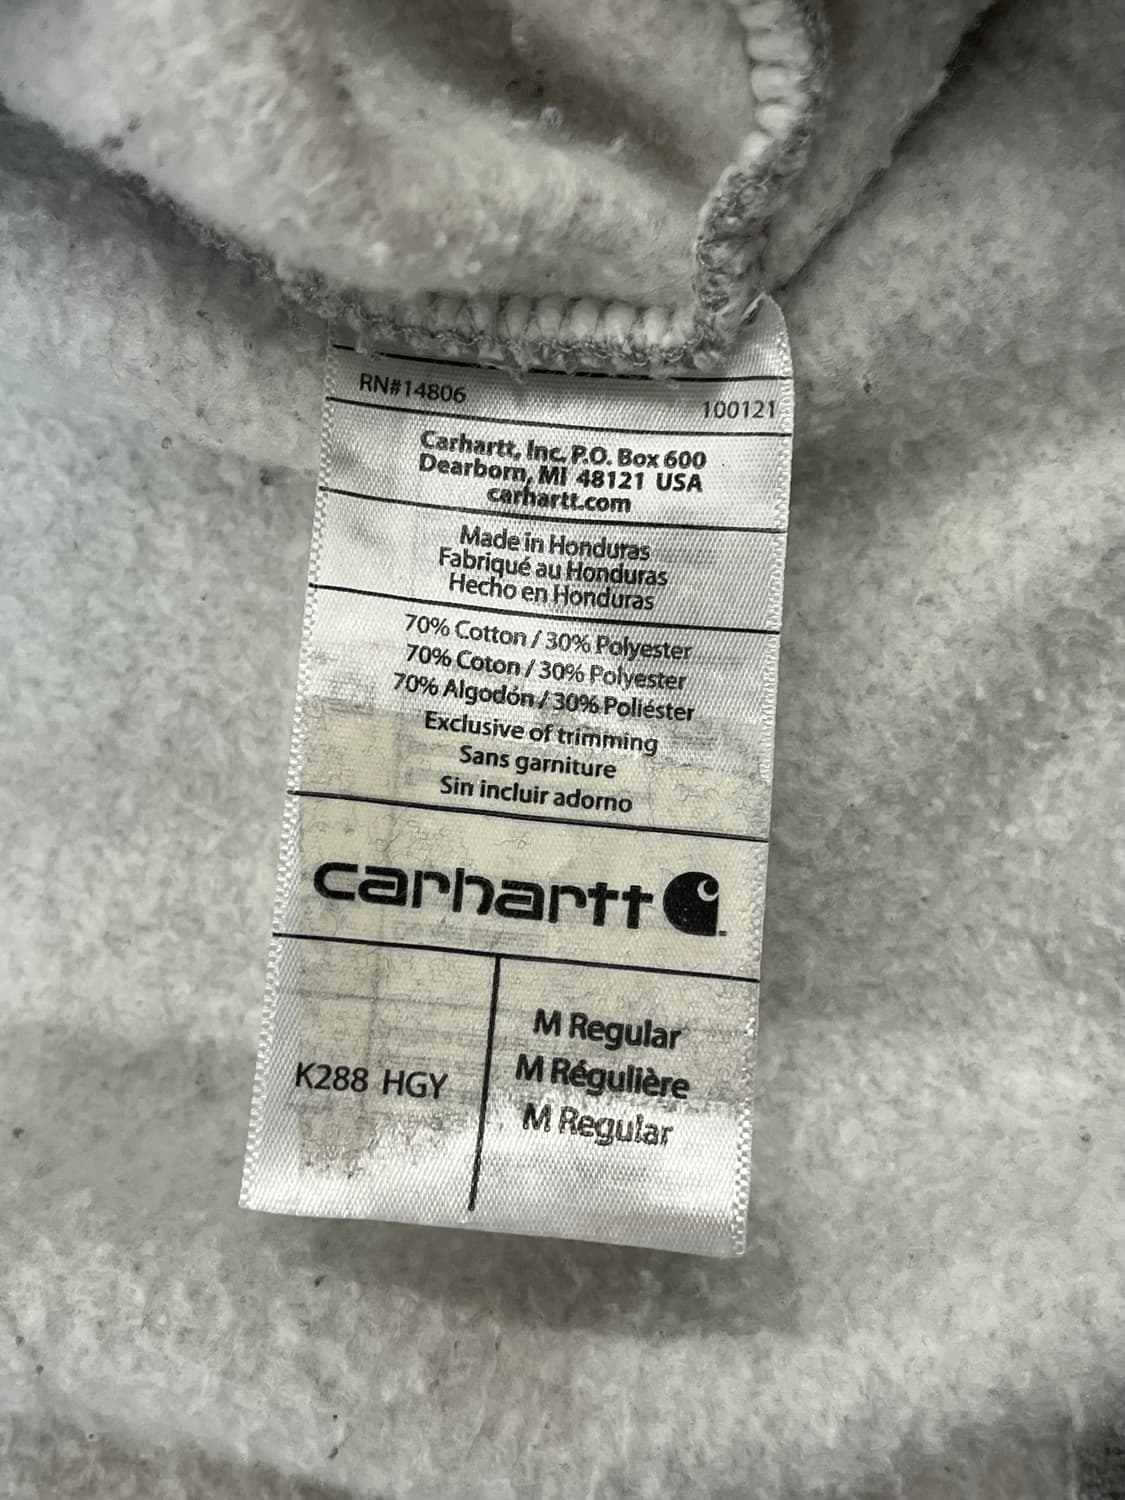 RN#14806 100121
Carhartt, Inc. P.O. Box 600
Dearborn, MI 48121 USA
carhartt.com
Made in Honduras
Fabriqué au Honduras
Hecho en Honduras
70% Cotton / 30% Polyester
70% Coton / 30% Polyester
70% Algodón / 30% Poliéster
Exclusive of trimming
Sans garniture
Sin incluir adorno
carhartt
K288 HGY
M Regular
M Régulière
M Regular